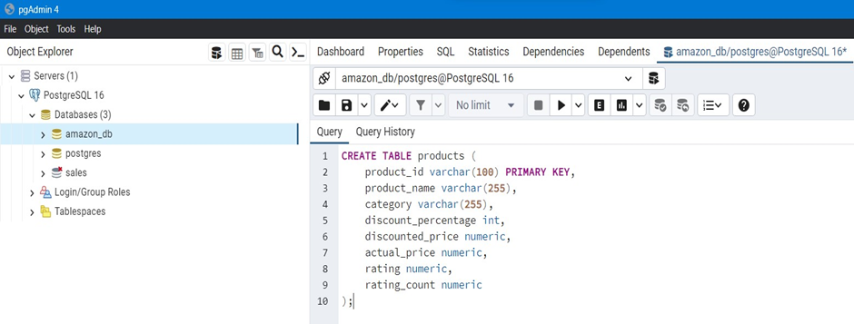 pgAdmin 4
File Object Tools Help
Object Explorer
Servers (1)
PostgreSQL 16
Databases (3)
amazon_db
postgres
sales
Login/Group Roles
Tablespaces
Dashboard Properties SQL Statistics Dependencies Dependents amazon_db/postgres@PostgreSQL 16*
amazon_db/postgres@PostgreSQL 16
No limit E
Query Query History
1 CREATE TABLE products (
2 product_id varchar(100) PRIMARY KEY,
3 product_name varchar(255),
4 category varchar(255),
5 discount_percentage int,
6 discounted_price numeric,
7 actual_price numeric,
8 rating numeric,
9 rating_count numeric
10 );